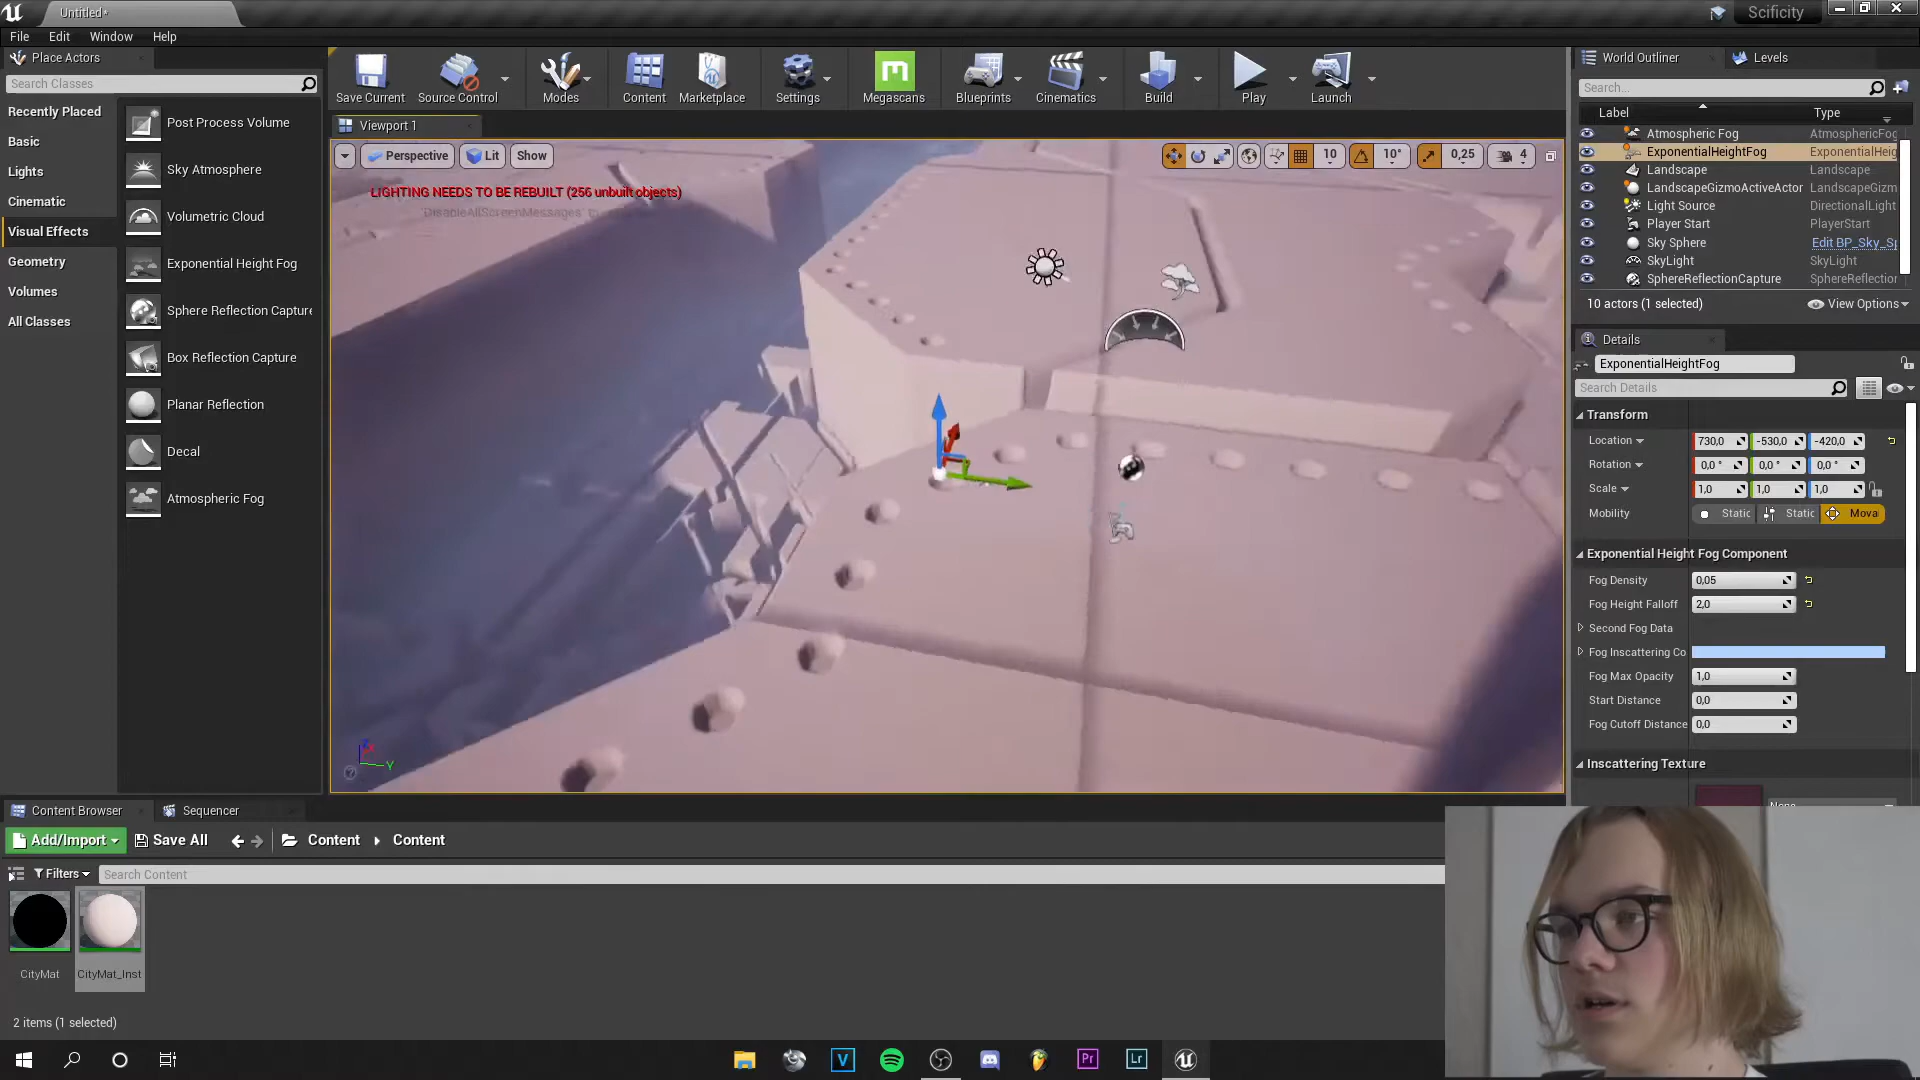 Untitled*
Scificity
File Edit Window Help
Place Actors
Search Classes
Recently Placed
Basic
Lights
Cinematic
Visual Effects
Geometry
Volumes
All Classes
Post Process Volume
Sky Atmosphere
Volumetric Cloud
Exponential Height Fog
Sphere Reflection Capture
Box Reflection Capture
Planar Reflection
Decal
Atmospheric Fog
Save Current
Source Control
Modes
Content
Marketplace
Settings
Megascans
Blueprints
Cinematics
Build
Play
Launch
Viewport 1
Perspective Lit Show
10 10° 0,25 4
LIGHTING NEEDS TO BE REBUILT (256 unbuilt objects)
'DisableAllScreenMessages' to
Y
World Outliner Levels
Search...
Label Type
Atmospheric Fog AtmosphericFog
ExponentialHeightFog ExponentialHeig
Landscape Landscape
LandscapeGizmoActiveActor LandscapeGizm
Light Source DirectionalLight
Player Start PlayerStart
Sky Sphere Edit BP_Sky_Sp
SkyLight SkyLight
SphereReflectionCapture SphereReflection
10 actors (1 selected) View Options
Details
ExponentialHeightFog
Search Details
Transform
Location 730,0 -530,0 -420,0
Rotation 0,0 ° 0,0 ° 0,0 °
Scale 1,0 1,0 1,0
Mobility Static Static Mova
Exponential Height Fog Component
Fog Density 0,05
Fog Height Falloff 2,0
Second Fog Data
Fog Inscattering Co
Fog Max Opacity 1,0
Start Distance 0,0
Fog Cutoff Distance 0,0
Inscattering Texture
None
Content Browser Sequencer
Add/Import Save All Content Content
Filters Search Content
CityMat CityMat_Inst
2 items (1 selected)
V Pr Lr